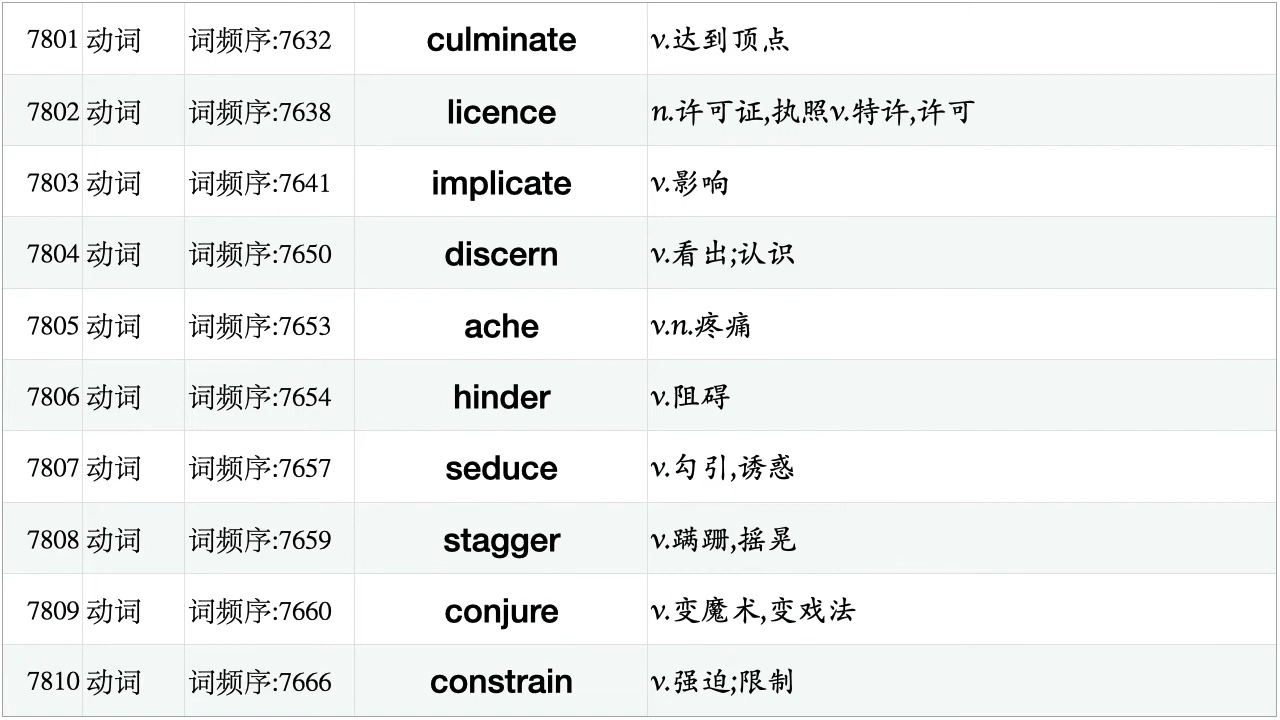 7801 动词 词频序:7632 culminate v.达到顶点
7802 动词 词频序:7638 licence n.许可证,执照v.特许,许可
7803 动词 词频序:7641 implicate v.影响
7804 动词 词频序:7650 discern v.看出;认识
7805 动词 词频序:7653 ache v.n.疼痛
7806 动词 词频序:7654 hinder v.阻碍
7807 动词 词频序:7657 seduce v.勾引,诱惑
7808 动词 词频序:7659 stagger v.蹒跚,摇晃
7809 动词 词频序:7660 conjure v.变魔术,变戏法
7810 动词 词频序:7666 constrain v.强迫;限制